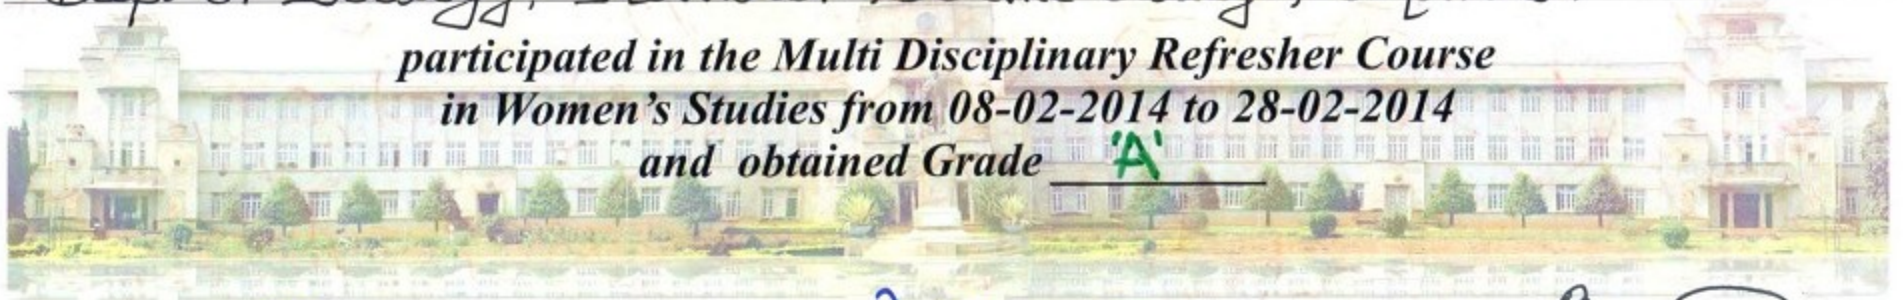 participated in the Multi Disciplinary Refresher Course
in Women's Studies from 08-02-2014 to 28-02-2014
and obtained Grade 'A'